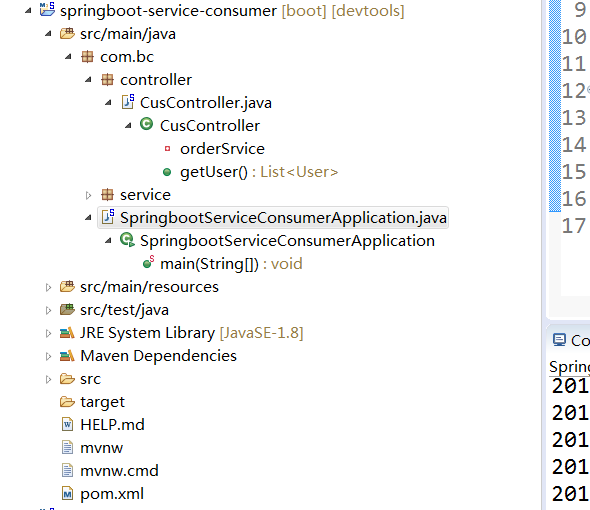 springboot-service-consumer [boot] [devtools]
src/main/java
com.bc
controller
CusController.java
CusController
orderSrvice
getUser() : List<User>
service
SpringbootServiceConsumerApplication.java
SpringbootServiceConsumerApplication
main(String[]) : void
src/main/resources
src/test/java
JRE System Library [JavaSE-1.8]
Maven Dependencies
src
target
HELP.md
mvnw
mvnw.cmd
pom.xml
9
10
11
12
13
14
15
16
17
Co
Spring
201
201
201
201
201